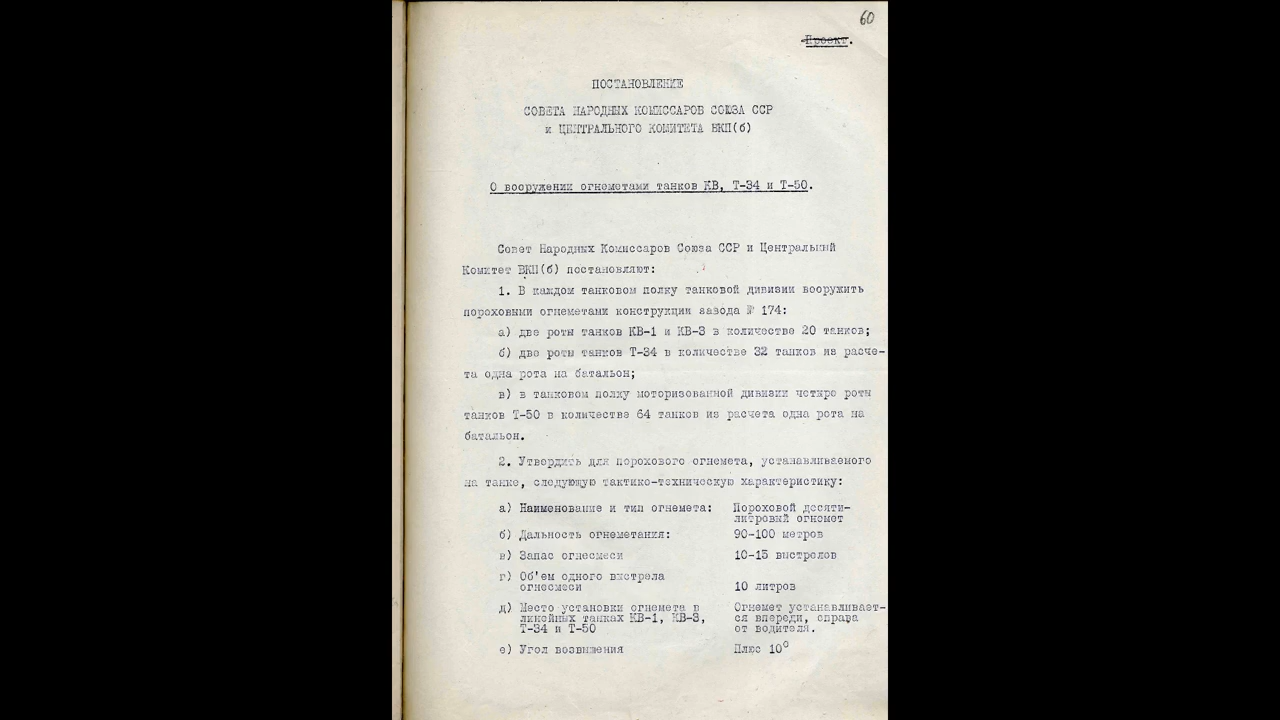 60
Проект.
ПОСТАНОВЛЕНИЕ
СОВЕТА НАРОДНЫХ КОМИССАРОВ СОЮЗА ССР
и ЦЕНТРАЛЬНОГО КОМИТЕТА ВКП(б)
О вооружении огнеметами танков КВ, Т-34 и Т-50.
Совет Народных Комиссаров Союза ССР и Центральный
Комитет ВКП(б) постановляют:
1. В каждом танковом полку танковой дивизии вооружить
пороховыми огнеметами конструкции завода № 174:
а) две роты танков КВ-1 и КВ-3 в количестве 20 танков;
б) две роты танков Т-34 в количестве 32 танков из расче-
та одна рота на батальон;
в) в танковом полку моторизованной дивизии четыре роты
танков Т-50 в количестве 64 танков из расчета одна рота на
батальон.
2. Утвердить для порохового огнемета, устанавливаемого
на танке, следующую тактико-техническую характеристику:
а) Наименование и тип огнемета: Пороховой десяти-
литровый огнемет
б) Дальность огнеметания: 90-100 метров
в) Запас огнесмеси 10-15 выстрелов
г) Об'ем одного выстрела
огнесмеси 10 литров
д) Место установки огнемета в Огнемет устанавливает-
линейных танках КВ-1, КВ-3, ся впереди, справа
Т-34 и Т-50 от водителя.
е) Угол возвышения Плюс 10°